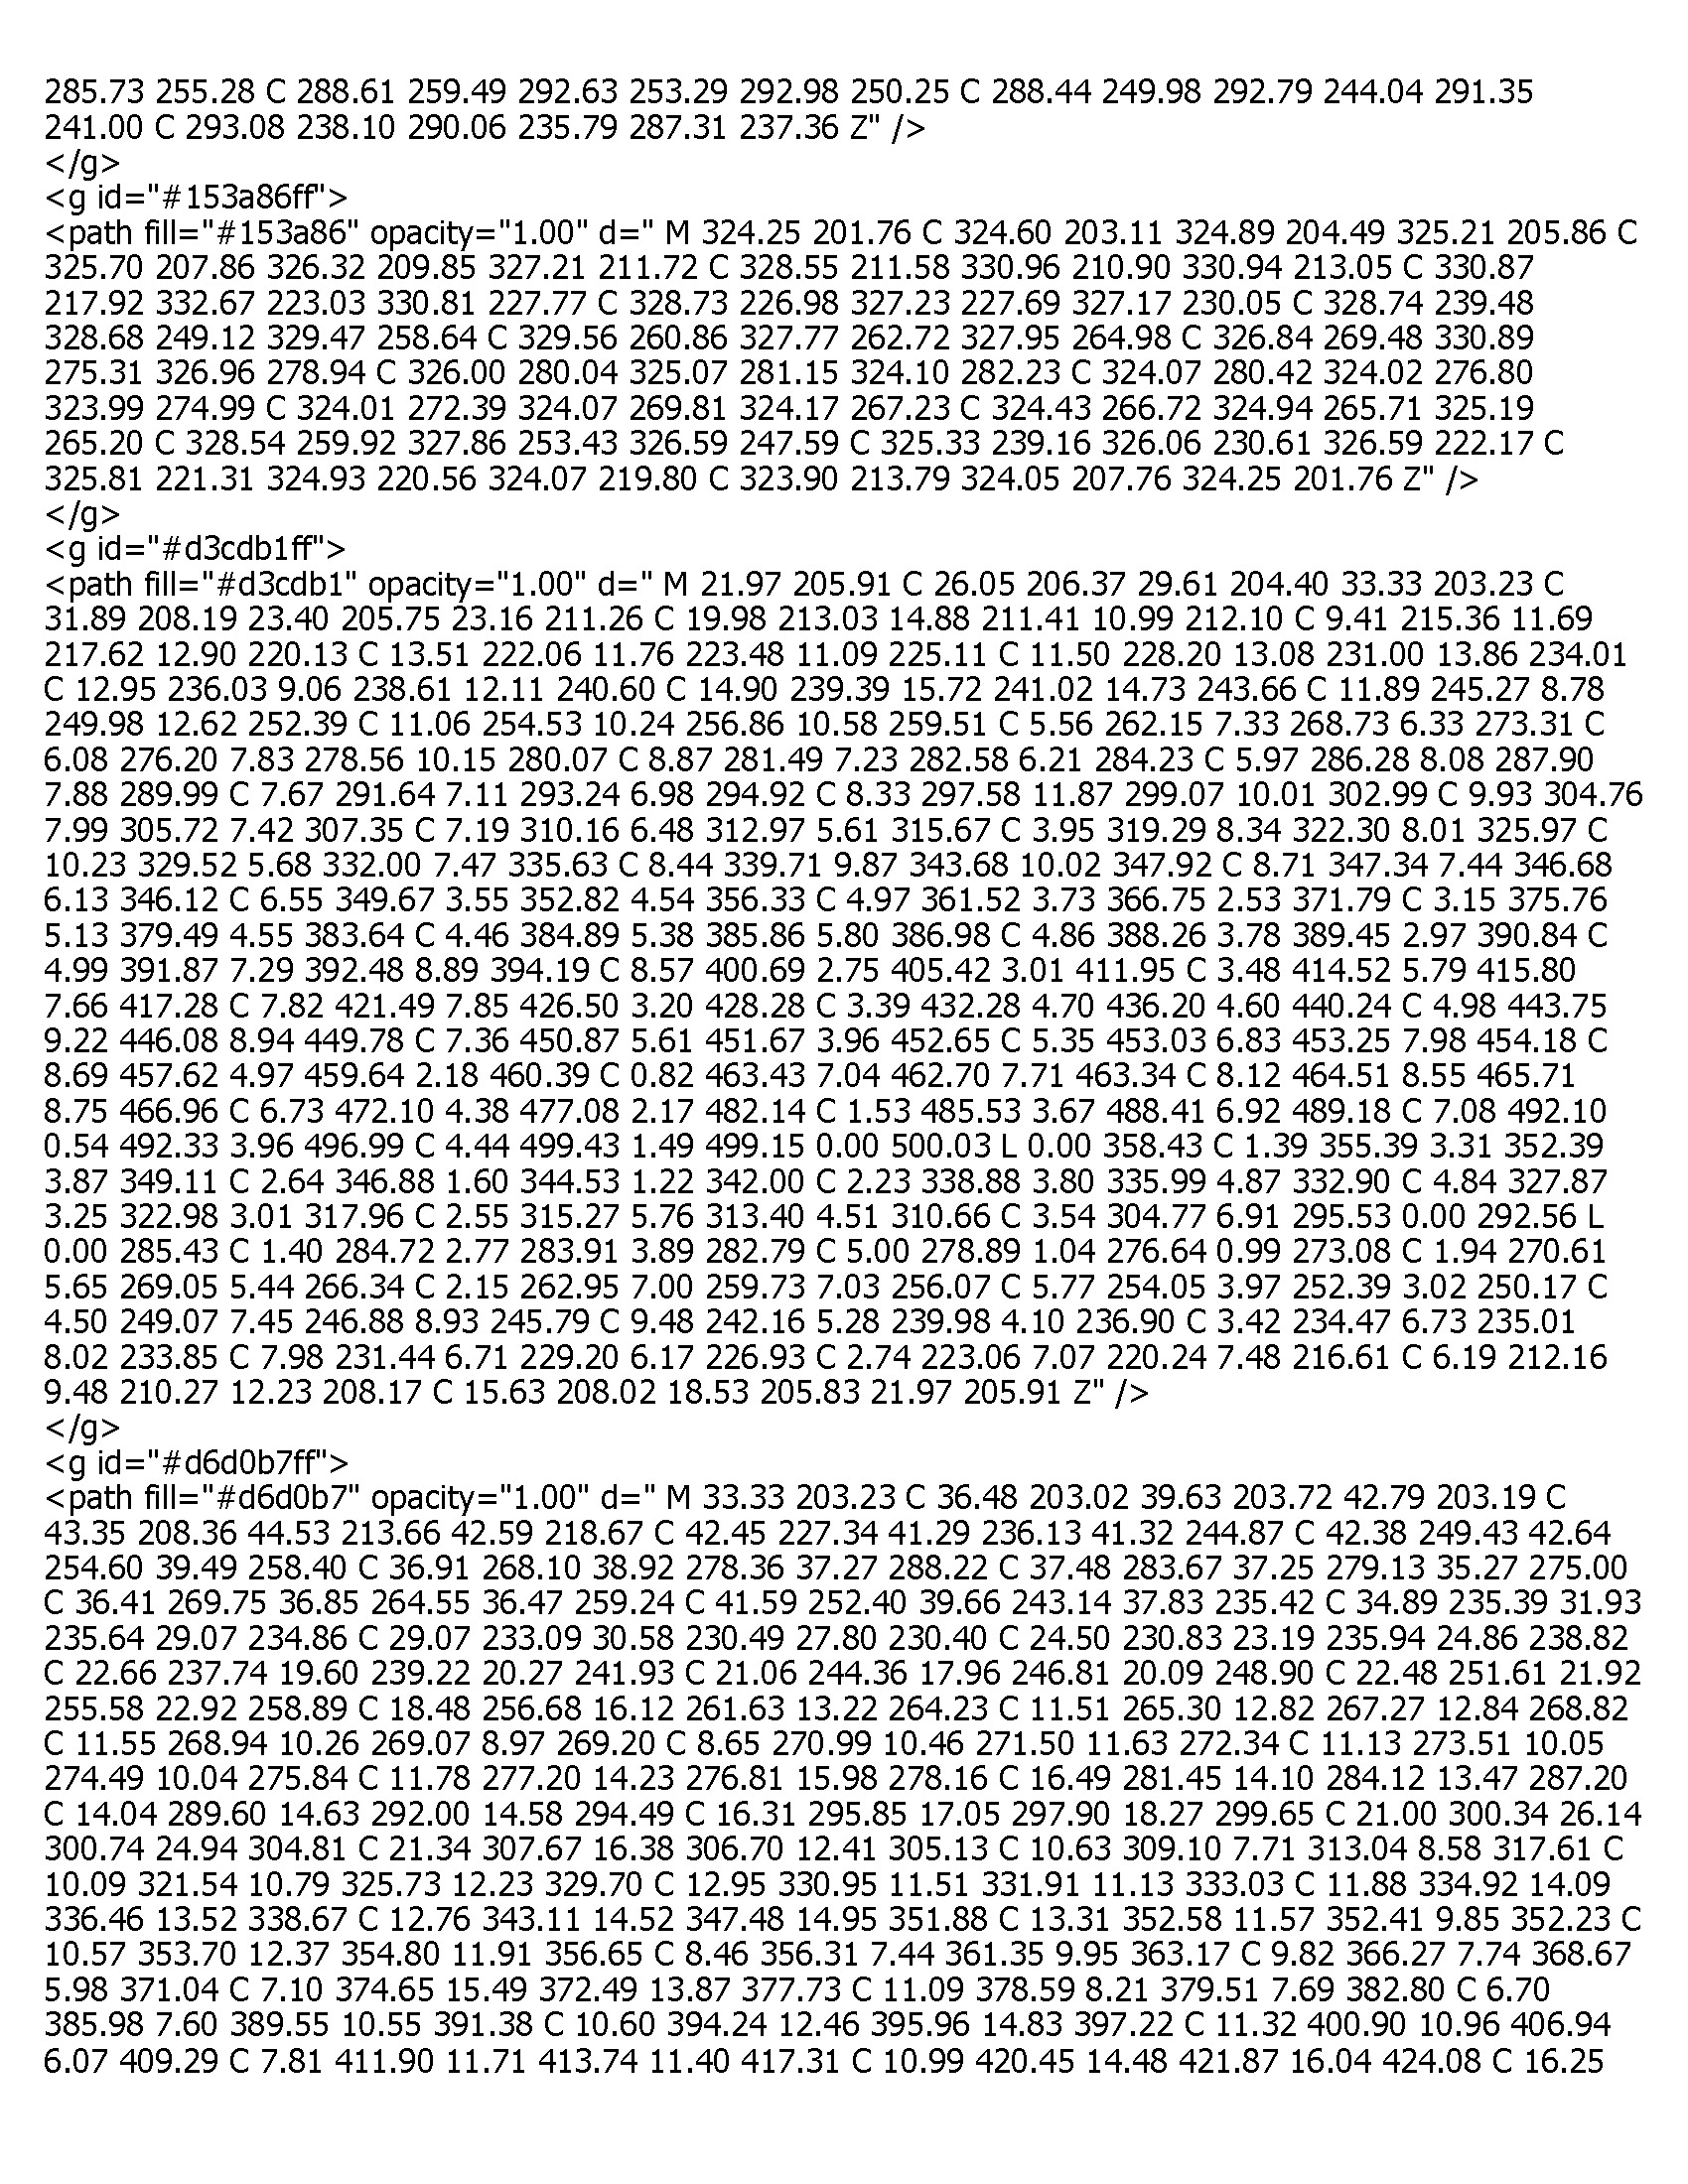 285.73 255.28 C 288.61 259.49 292.63 253.29 292.98 250.25 C 288.44 249.98 292.79 244.04 291.35
241.00 C 293.08 238.10 290.06 235.79 287.31 237.36 Z" />
</g>
<g id="#153a86ff">
<path fill="#153a86" opacity="1.00" d=" M 324.25 201.76 C 324.60 203.11 324.89 204.49 325.21 205.86 C
325.70 207.86 326.32 209.85 327.21 211.72 C 328.55 211.58 330.96 210.90 330.94 213.05 C 330.87
217.92 332.67 223.03 330.81 227.77 C 328.73 226.98 327.23 227.69 327.17 230.05 C 328.74 239.48
328.68 249.12 329.47 258.64 C 329.56 260.86 327.77 262.72 327.95 264.98 C 326.84 269.48 330.89
275.31 326.96 278.94 C 326.00 280.04 325.07 281.15 324.10 282.23 C 324.07 280.42 324.02 276.80
323.99 274.99 C 324.01 272.39 324.07 269.81 324.17 267.23 C 324.43 266.72 324.94 265.71 325.19
265.20 C 328.54 259.92 327.86 253.43 326.59 247.59 C 325.33 239.16 326.06 230.61 326.59 222.17 C
325.81 221.31 324.93 220.56 324.07 219.80 C 323.90 213.79 324.05 207.76 324.25 201.76 Z" />
</g>
<g id="#d3cdb1ff">
<path fill="#d3cdb1" opacity="1.00" d=" M 21.97 205.91 C 26.05 206.37 29.61 204.40 33.33 203.23 C
31.89 208.19 23.40 205.75 23.16 211.26 C 19.98 213.03 14.88 211.41 10.99 212.10 C 9.41 215.36 11.69
217.62 12.90 220.13 C 13.51 222.06 11.76 223.48 11.09 225.11 C 11.50 228.20 13.08 231.00 13.86 234.01
C 12.95 236.03 9.06 238.61 12.11 240.60 C 14.90 239.39 15.72 241.02 14.73 243.66 C 11.89 245.27 8.78
249.98 12.62 252.39 C 11.06 254.53 10.24 256.86 10.58 259.51 C 5.56 262.15 7.33 268.73 6.33 273.31 C
6.08 276.20 7.83 278.56 10.15 280.07 C 8.87 281.49 7.23 282.58 6.21 284.23 C 5.97 286.28 8.08 287.90
7.88 289.99 C 7.67 291.64 7.11 293.24 6.98 294.92 C 8.33 297.58 11.87 299.07 10.01 302.99 C 9.93 304.76
7.99 305.72 7.42 307.35 C 7.19 310.16 6.48 312.97 5.61 315.67 C 3.95 319.29 8.34 322.30 8.01 325.97 C
10.23 329.52 5.68 332.00 7.47 335.63 C 8.44 339.71 9.87 343.68 10.02 347.92 C 8.71 347.34 7.44 346.68
6.13 346.12 C 6.55 349.67 3.55 352.82 4.54 356.33 C 4.97 361.52 3.73 366.75 2.53 371.79 C 3.15 375.76
5.13 379.49 4.55 383.64 C 4.46 384.89 5.38 385.86 5.80 386.98 C 4.86 388.26 3.78 389.45 2.97 390.84 C
4.99 391.87 7.29 392.48 8.89 394.19 C 8.57 400.69 2.75 405.42 3.01 411.95 C 3.48 414.52 5.79 415.80
7.66 417.28 C 7.82 421.49 7.85 426.50 3.20 428.28 C 3.39 432.28 4.70 436.20 4.60 440.24 C 4.98 443.75
9.22 446.08 8.94 449.78 C 7.36 450.87 5.61 451.67 3.96 452.65 C 5.35 453.03 6.83 453.25 7.98 454.18 C
8.69 457.62 4.97 459.64 2.18 460.39 C 0.82 463.43 7.04 462.70 7.71 463.34 C 8.12 464.51 8.55 465.71
8.75 466.96 C 6.73 472.10 4.38 477.08 2.17 482.14 C 1.53 485.53 3.67 488.41 6.92 489.18 C 7.08 492.10
0.54 492.33 3.96 496.99 C 4.44 499.43 1.49 499.15 0.00 500.03 L 0.00 358.43 C 1.39 355.39 3.31 352.39
3.87 349.11 C 2.64 346.88 1.60 344.53 1.22 342.00 C 2.23 338.88 3.80 335.99 4.87 332.90 C 4.84 327.87
3.25 322.98 3.01 317.96 C 2.55 315.27 5.76 313.40 4.51 310.66 C 3.54 304.77 6.91 295.53 0.00 292.56 L
0.00 285.43 C 1.40 284.72 2.77 283.91 3.89 282.79 C 5.00 278.89 1.04 276.64 0.99 273.08 C 1.94 270.61
5.65 269.05 5.44 266.34 C 2.15 262.95 7.00 259.73 7.03 256.07 C 5.77 254.05 3.97 252.39 3.02 250.17 C
4.50 249.07 7.45 246.88 8.93 245.79 C 9.48 242.16 5.28 239.98 4.10 236.90 C 3.42 234.47 6.73 235.01
8.02 233.85 C 7.98 231.44 6.71 229.20 6.17 226.93 C 2.74 223.06 7.07 220.24 7.48 216.61 C 6.19 212.16
9.48 210.27 12.23 208.17 C 15.63 208.02 18.53 205.83 21.97 205.91 Z" />
</g>
<g id="#d6d0b7ff">
<path fill="#d6d0b7" opacity="1.00" d=" M 33.33 203.23 C 36.48 203.02 39.63 203.72 42.79 203.19 C
43.35 208.36 44.53 213.66 42.59 218.67 C 42.45 227.34 41.29 236.13 41.32 244.87 C 42.38 249.43 42.64
254.60 39.49 258.40 C 36.91 268.10 38.92 278.36 37.27 288.22 C 37.48 283.67 37.25 279.13 35.27 275.00
C 36.41 269.75 36.85 264.55 36.47 259.24 C 41.59 252.40 39.66 243.14 37.83 235.42 C 34.89 235.39 31.93
235.64 29.07 234.86 C 29.07 233.09 30.58 230.49 27.80 230.40 C 24.50 230.83 23.19 235.94 24.86 238.82
C 22.66 237.74 19.60 239.22 20.27 241.93 C 21.06 244.36 17.96 246.81 20.09 248.90 C 22.48 251.61 21.92
255.58 22.92 258.89 C 18.48 256.68 16.12 261.63 13.22 264.23 C 11.51 265.30 12.82 267.27 12.84 268.82
C 11.55 268.94 10.26 269.07 8.97 269.20 C 8.65 270.99 10.46 271.50 11.63 272.34 C 11.13 273.51 10.05
274.49 10.04 275.84 C 11.78 277.20 14.23 276.81 15.98 278.16 C 16.49 281.45 14.10 284.12 13.47 287.20
C 14.04 289.60 14.63 292.00 14.58 294.49 C 16.31 295.85 17.05 297.90 18.27 299.65 C 21.00 300.34 26.14
300.74 24.94 304.81 C 21.34 307.67 16.38 306.70 12.41 305.13 C 10.63 309.10 7.71 313.04 8.58 317.61 C
10.09 321.54 10.79 325.73 12.23 329.70 C 12.95 330.95 11.51 331.91 11.13 333.03 C 11.88 334.92 14.09
336.46 13.52 338.67 C 12.76 343.11 14.52 347.48 14.95 351.88 C 13.31 352.58 11.57 352.41 9.85 352.23 C
10.57 353.70 12.37 354.80 11.91 356.65 C 8.46 356.31 7.44 361.35 9.95 363.17 C 9.82 366.27 7.74 368.67
5.98 371.04 C 7.10 374.65 15.49 372.49 13.87 377.73 C 11.09 378.59 8.21 379.51 7.69 382.80 C 6.70
385.98 7.60 389.55 10.55 391.38 C 10.60 394.24 12.46 395.96 14.83 397.22 C 11.32 400.90 10.96 406.94
6.07 409.29 C 7.81 411.90 11.71 413.74 11.40 417.31 C 10.99 420.45 14.48 421.87 16.04 424.08 C 16.25